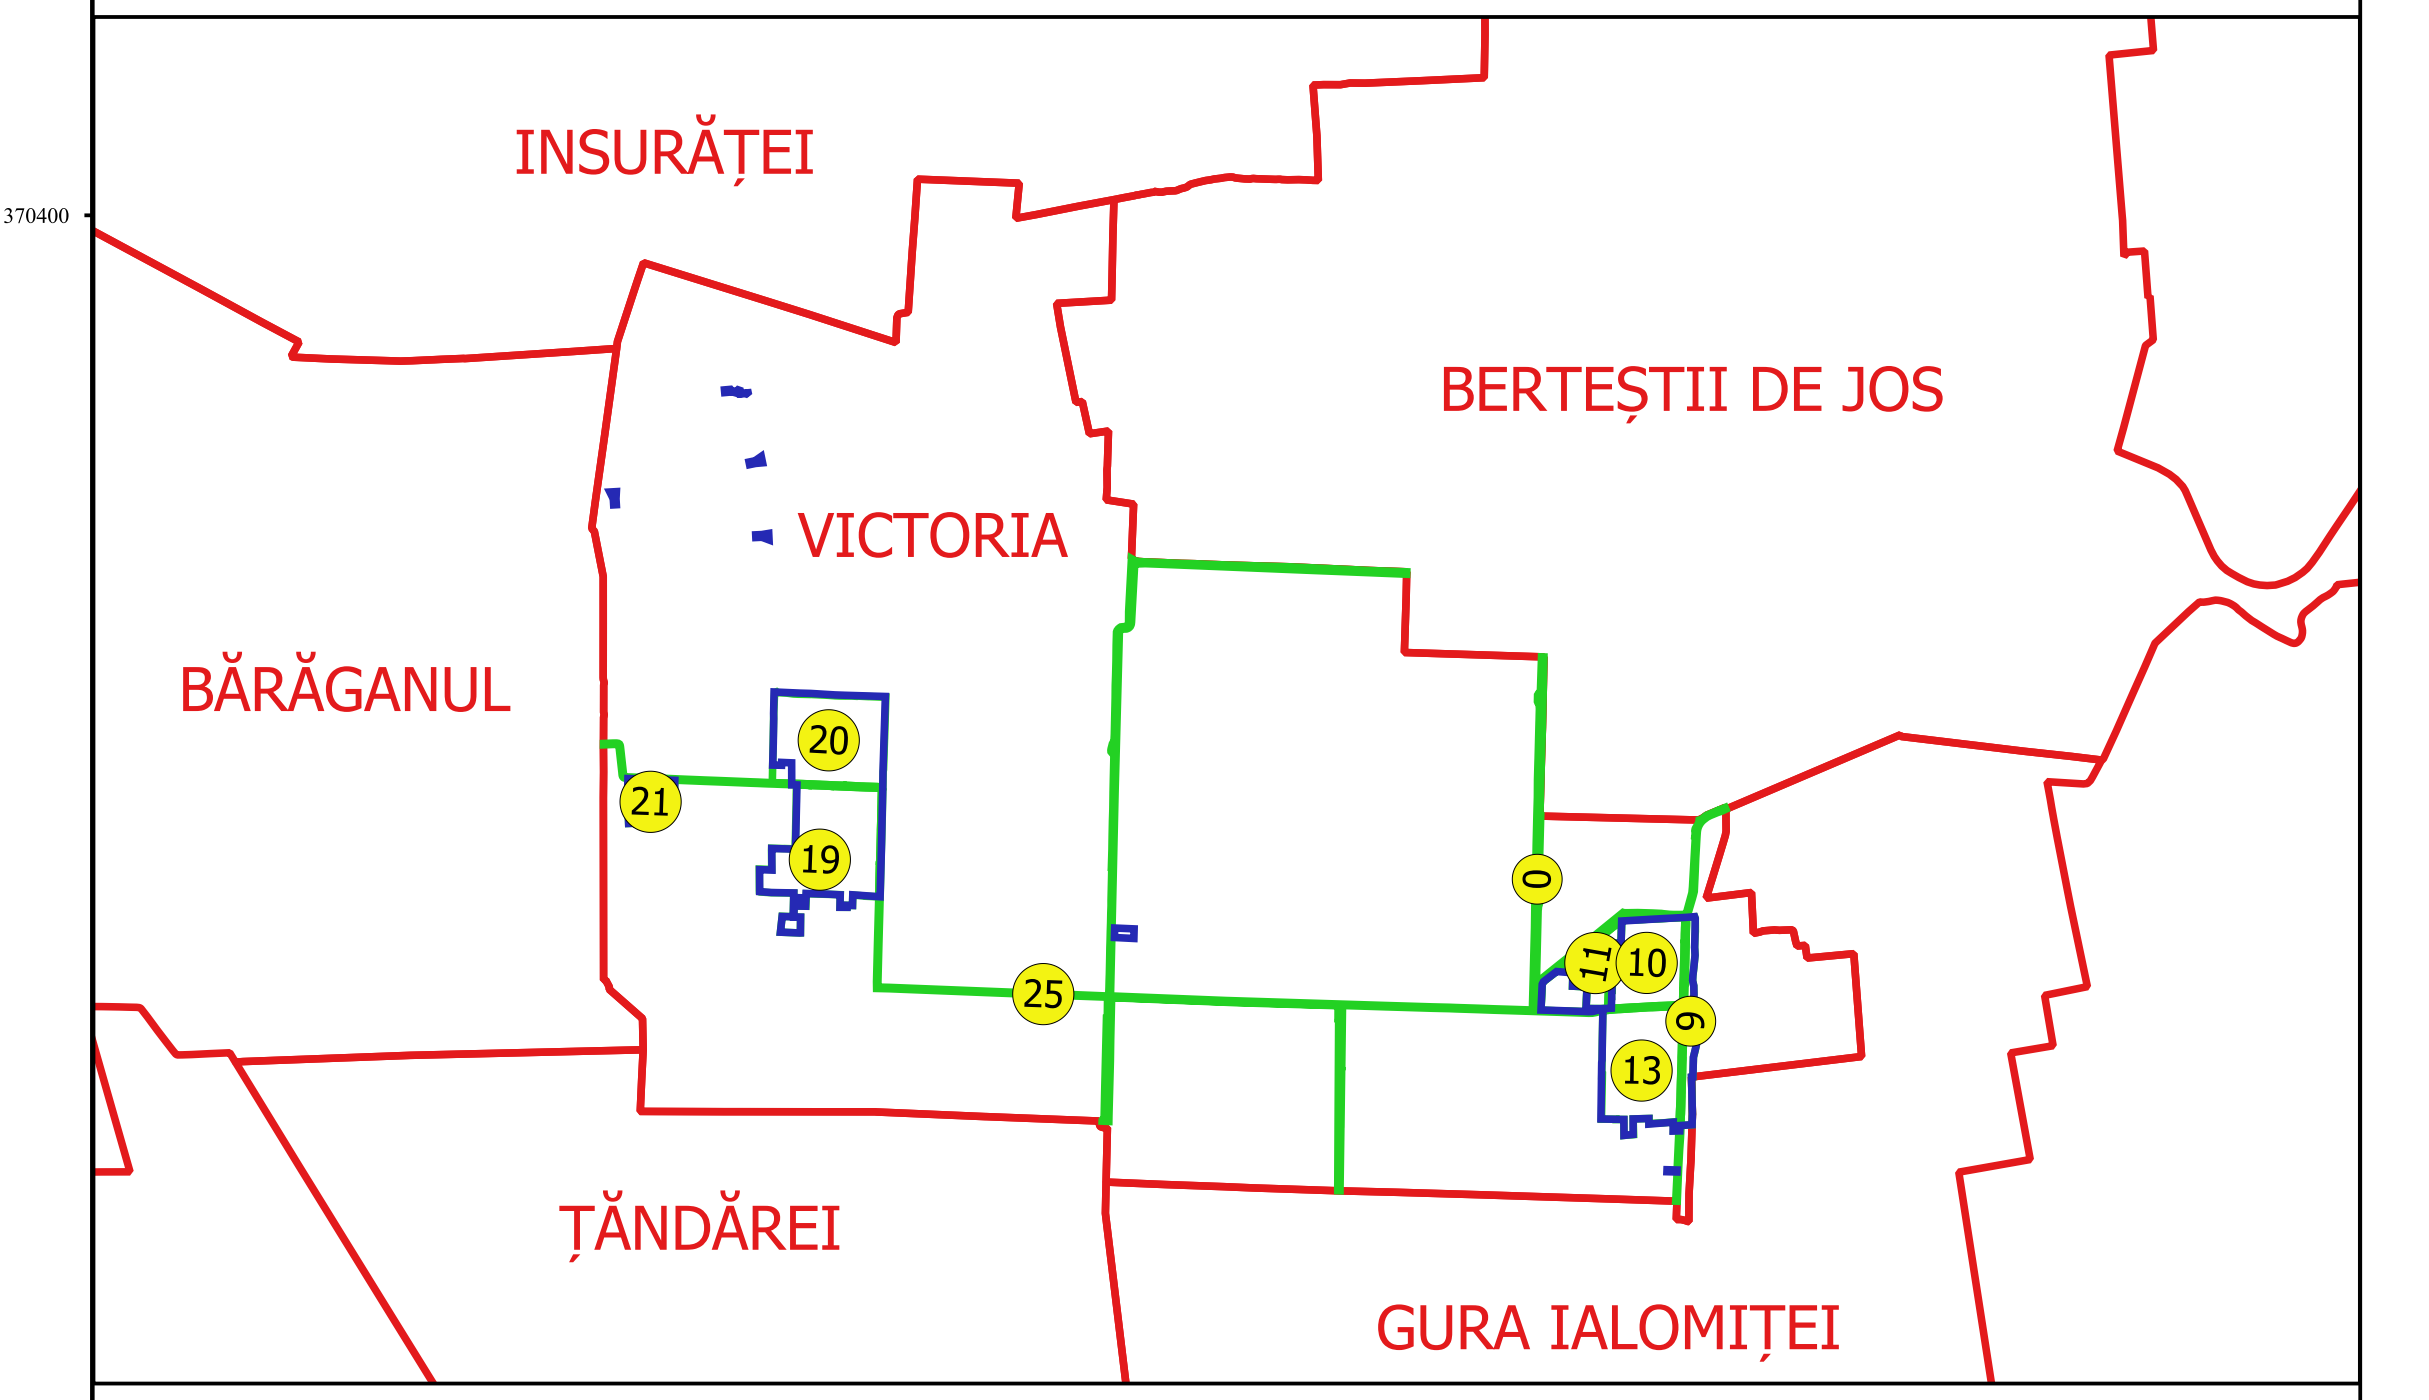 INSURĂȚEI
370400
BERTEȘTII DE JOS
VICTORIA
BĂRĂGANUL
20
21
19
0
11
10
25
9
13
ȚĂNDĂREI
GURA IALOMIȚEI